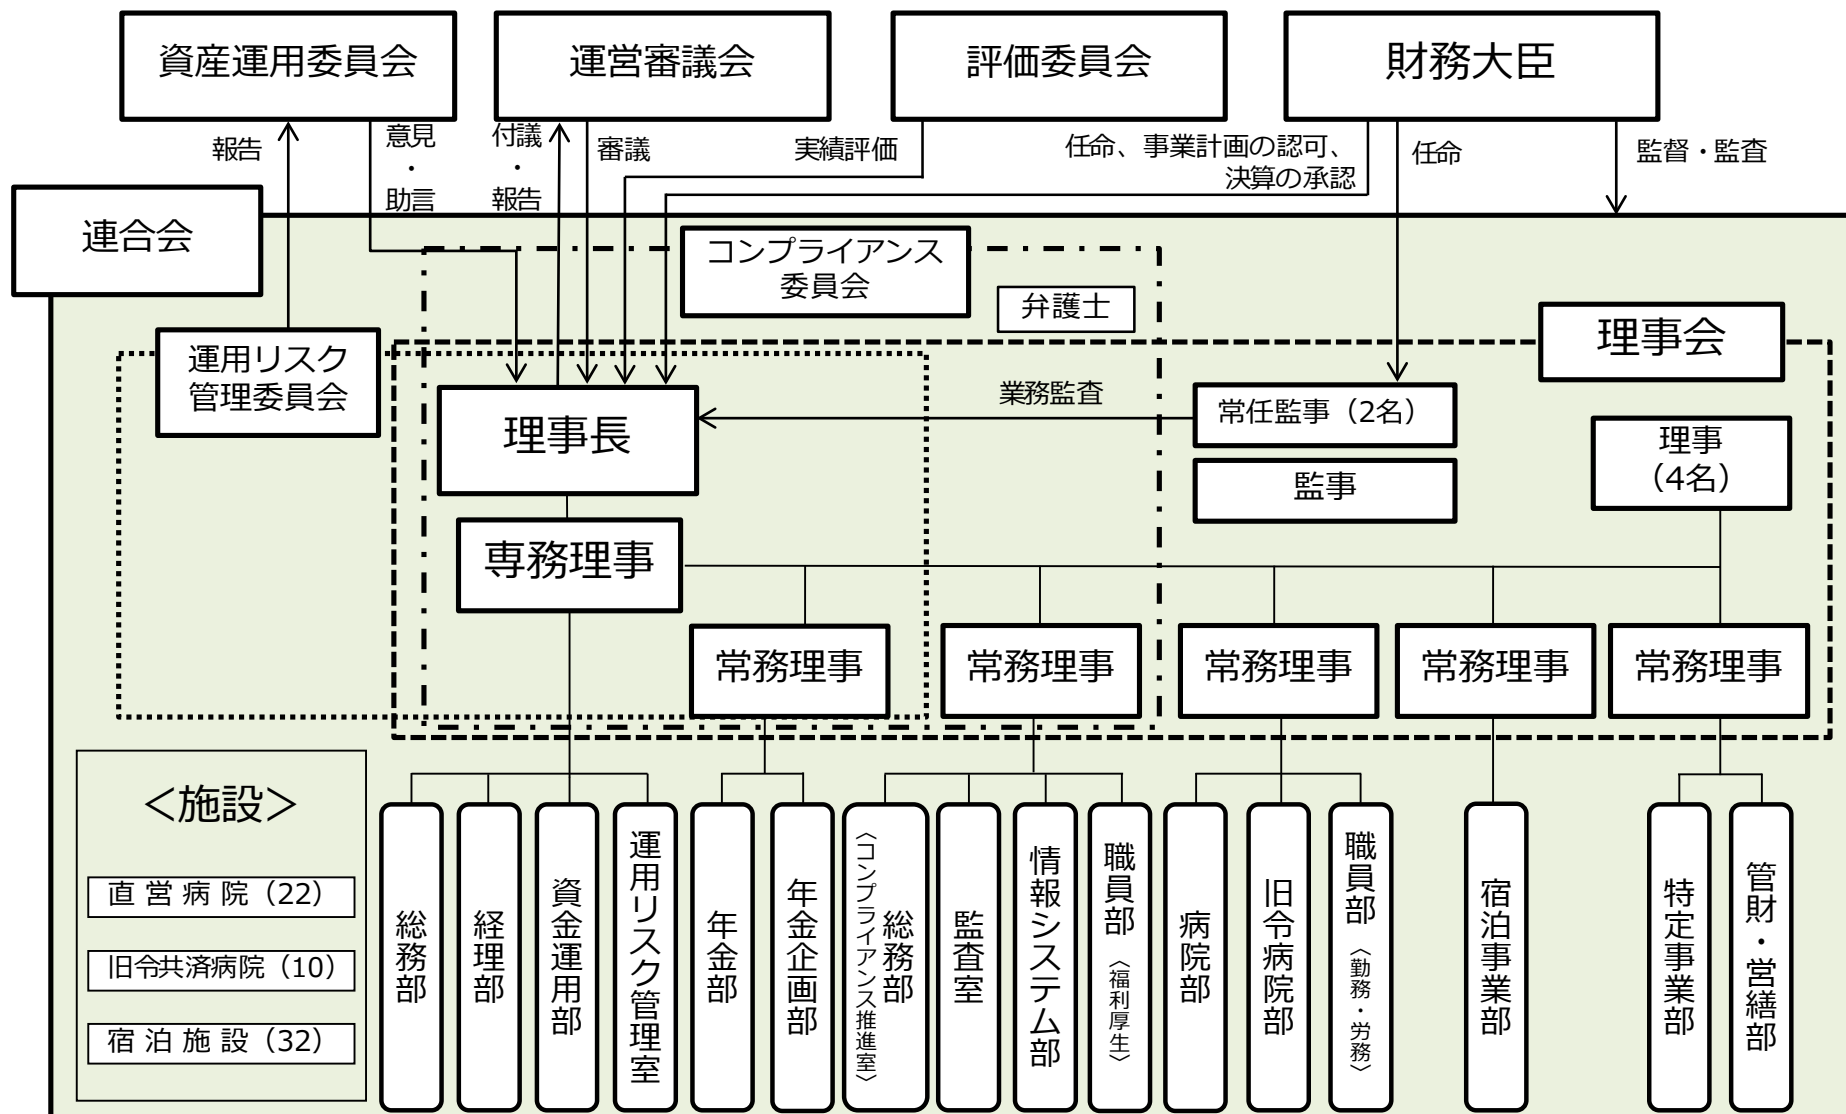 資産運用委員会
運営審議会
評価委員会
財務大臣
報告
意見
・
助言
付議
・
報告
審議
実績評価
任命、事業計画の認可、
決算の承認
任命
監督・監査
連合会
コンプライアンス
委員会
弁護士
理事会
運用リスク
管理委員会
理事長
業務監査
常任監事（2名）
監事
理事
（4名）
専務理事
常務理事
常務理事
常務理事
常務理事
常務理事
＜施設＞
直営病院（22）
旧令共済病院（10）
宿泊施設（32）
総務部
経理部
資金運用部
運用リスク管理室
年金部
年金企画部
総務部
〈コンプライアンス推進室〉
監査室
情報システム部
職員部〈福利厚生〉
病院部
旧令病院部
職員部〈勤務・労務〉
宿泊事業部
特定事業部
管財・営繕部